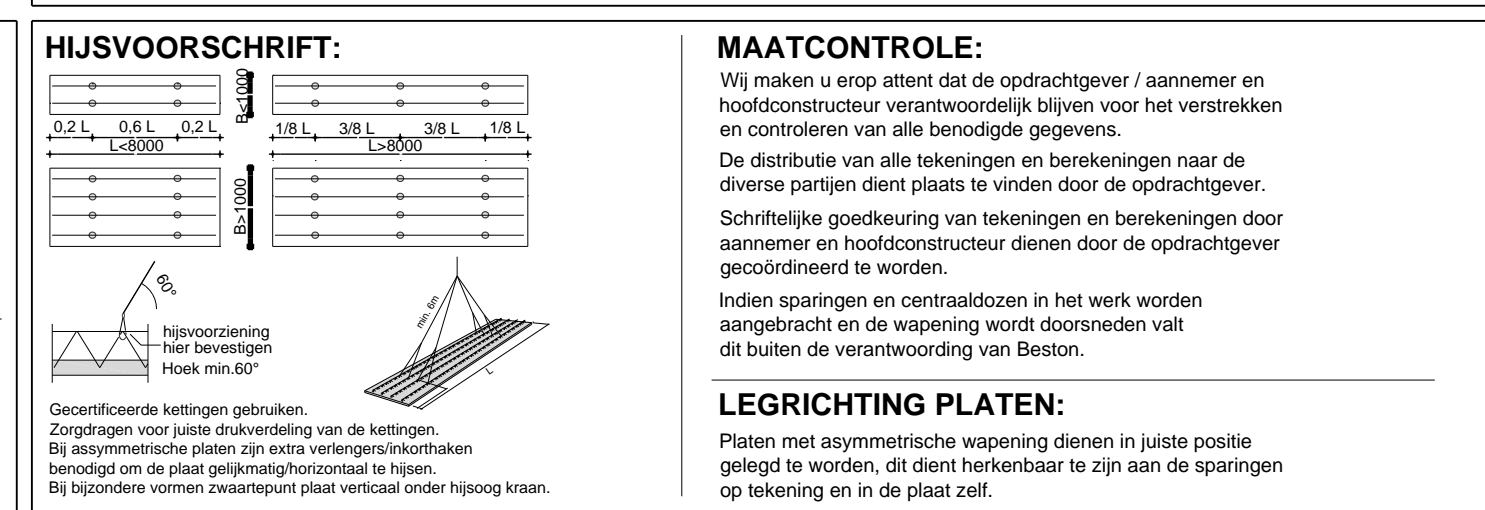 HIJSVOORSCHRIFT:
B<1000
0,2 L 0,6 L 0,2 L
L<8000
1/8 L 3/8 L 3/8 L 1/8 L
L>8000
B>1000
60°
hijsvoorziening
hier bevestigen
Hoek min.60°
min. 6m
L
Gecertificeerde kettingen gebruiken.
Zorgdragen voor juiste drukverdeling van de kettingen.
Bij assymmetrische platen zijn extra verlengers/inkorthaken
benodigd om de plaat gelijkmatig/horizontaal te hijsen.
Bij bijzondere vormen zwaartepunt plaat verticaal onder hijsoog kraan.
MAATCONTROLE:
Wij maken u erop attent dat de opdrachtgever / aannemer en
hoofdconstructeur verantwoordelijk blijven voor het verstrekken
en controleren van alle benodigde gegevens.
De distributie van alle tekeningen en berekeningen naar de
diverse partijen dient plaats te vinden door de opdrachtgever.
Schriftelijke goedkeuring van tekeningen en berekeningen door
aannemer en hoofdconstructeur dienen door de opdrachtgever
gecoördineerd te worden.
Indien sparingen en centraaldozen in het werk worden
aangebracht en de wapening wordt doorsneden valt
dit buiten de verantwoording van Beston.
LEGRICHTING PLATEN:
Platen met asymmetrische wapening dienen in juiste positie
gelegd te worden, dit dient herkenbaar te zijn aan de sparingen
op tekening en in de plaat zelf.